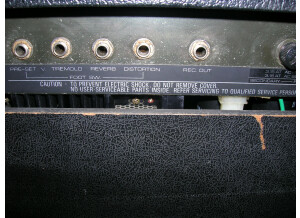 PRE-SET V TREMOLO REVERB DISTORTION REC. OUT
FOOT SW
CAUTION - TO PREVENT ELECTRIC SHOCK, DO NOT REMOVE COVER.
NO USER-SERVICEABLE PARTS INSIDE. REFER SERVICING TO QUALIFIED SERVICE PERSON